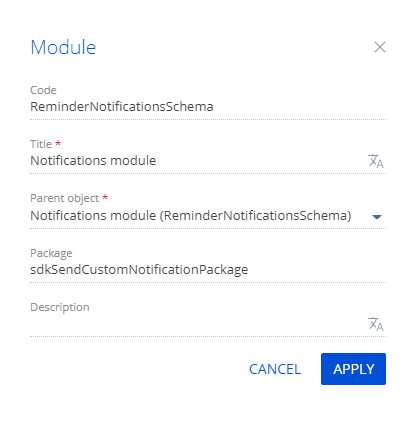 Module
Code
ReminderNotificationsSchema
Title *
Notifications module
Parent object *
Notifications module (ReminderNotificationsSchema)
Package
sdkSendCustomNotificationPackage
Description
CANCEL APPLY